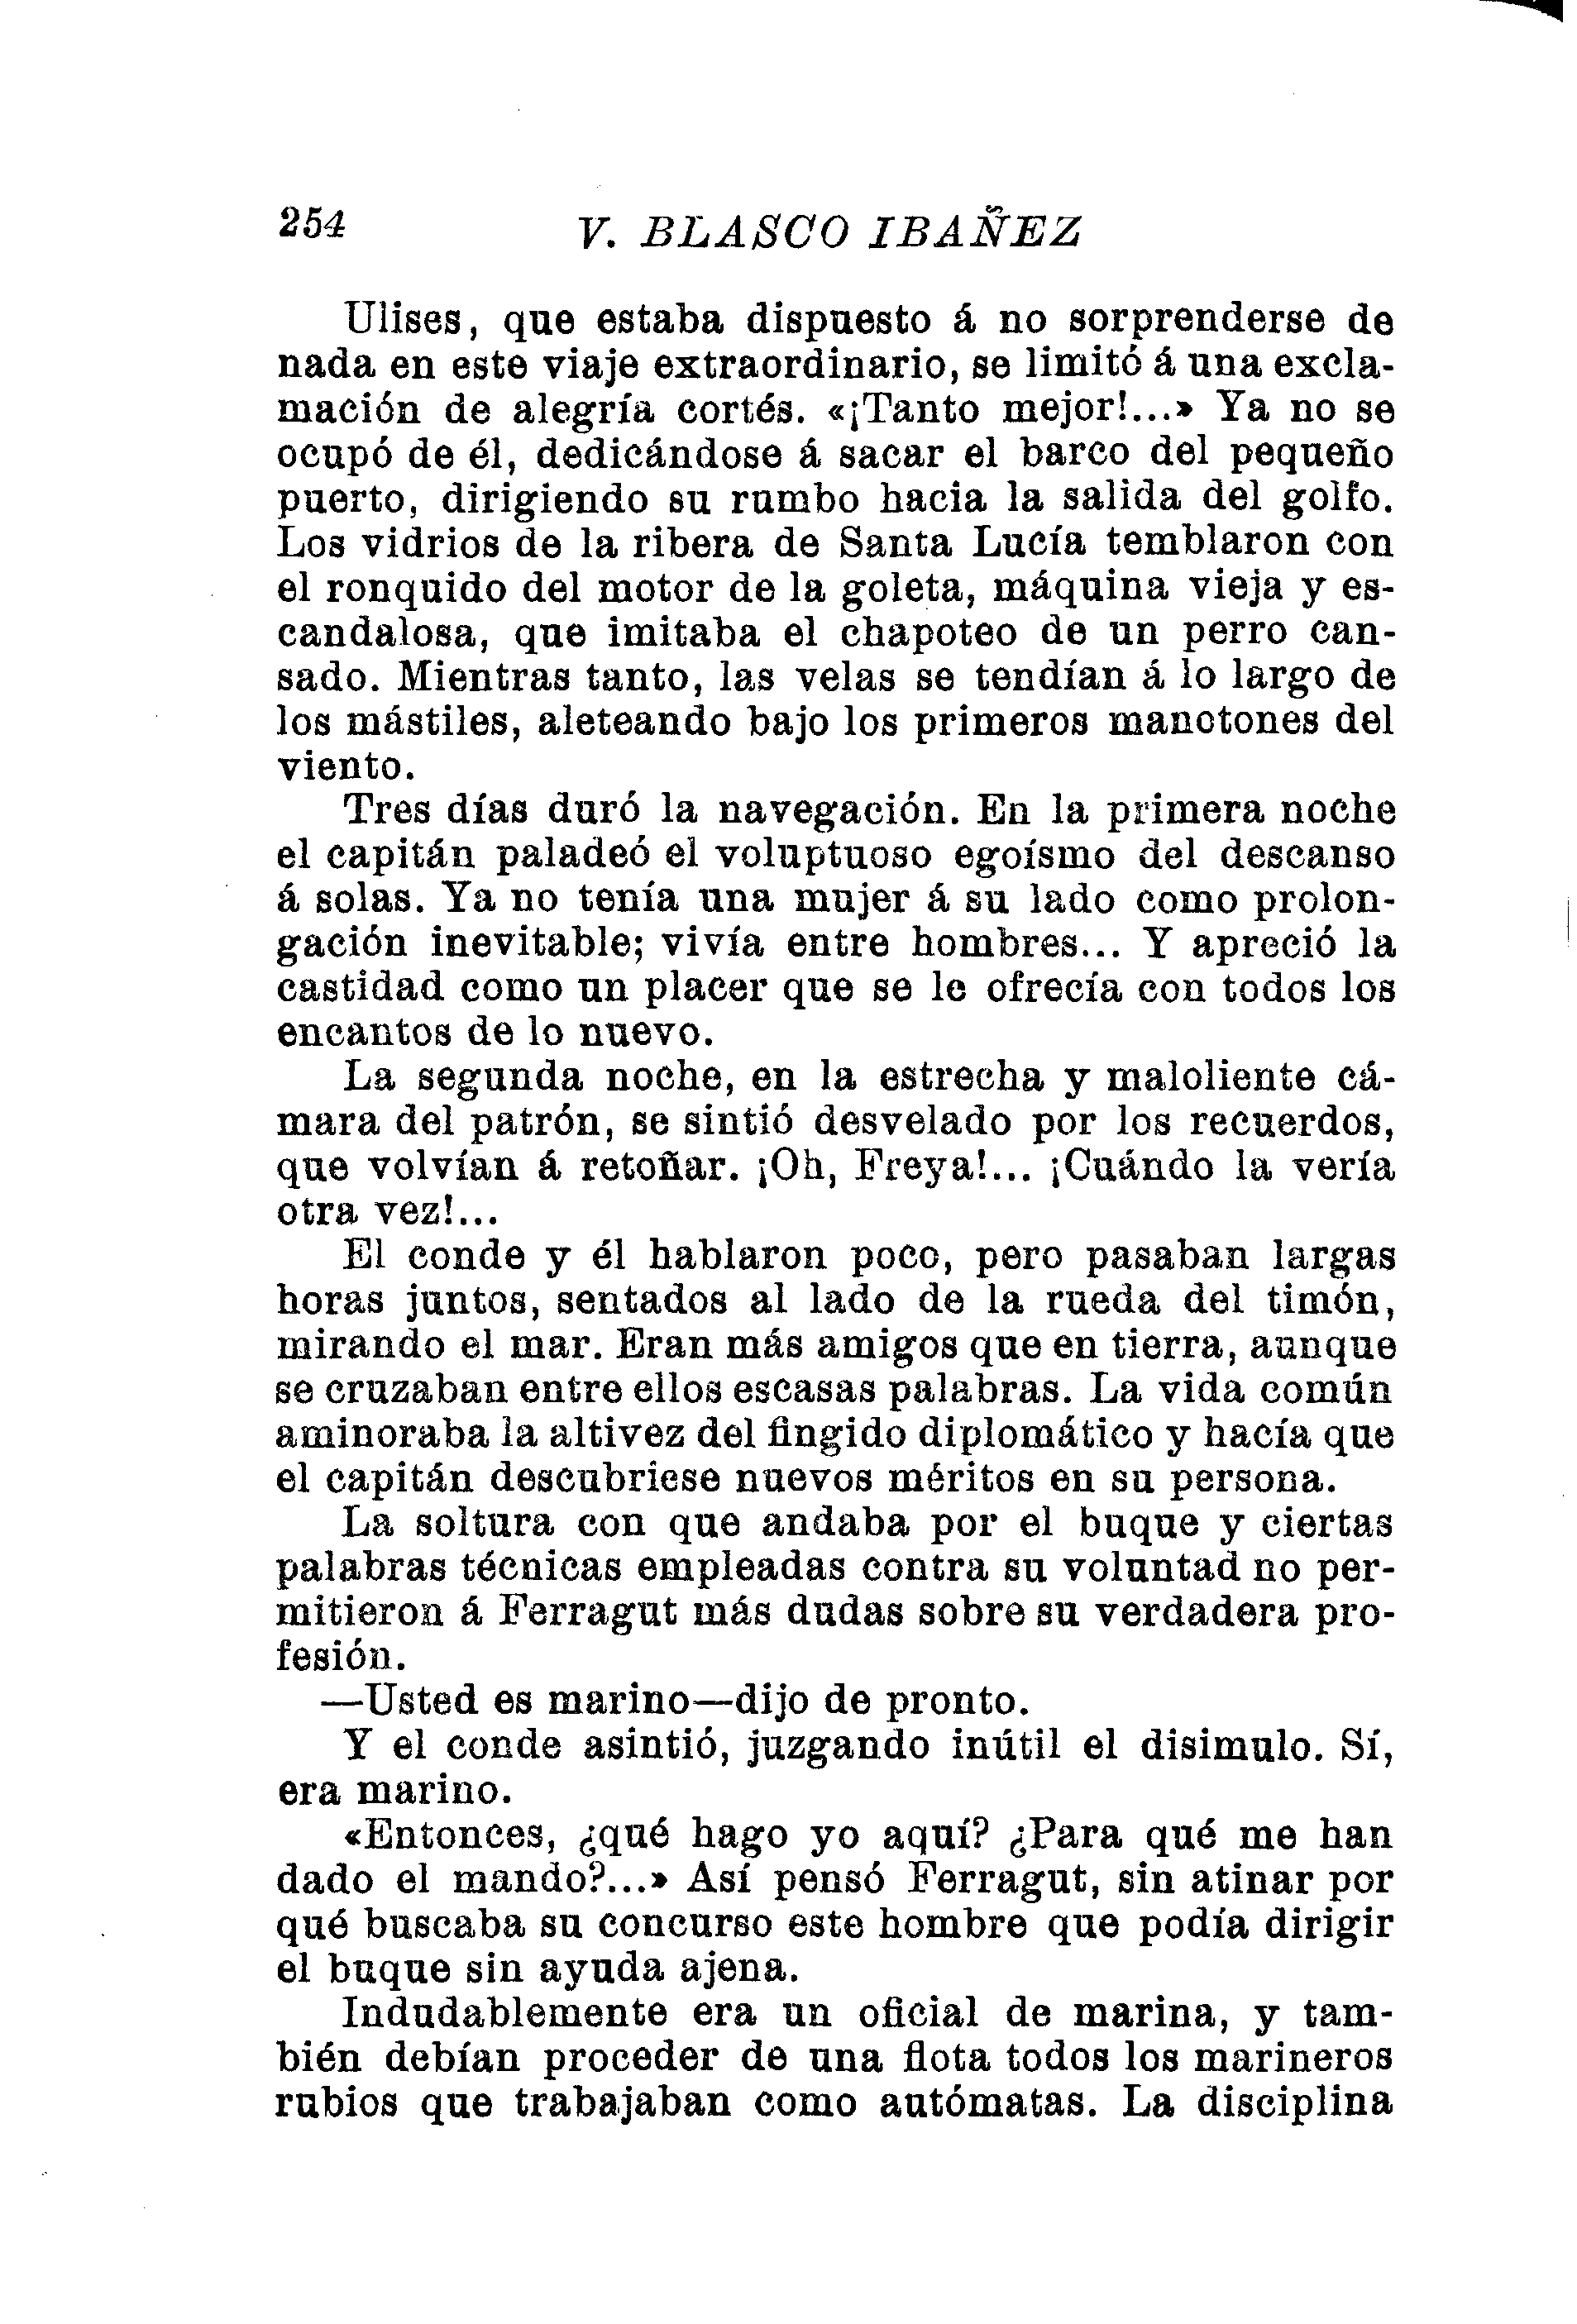 254
V. BLASCO IBAÑEZ
Ulises, que estaba dispuesto á no sorprenderse de
nada en este viaje extraordinario, se limitó á una excla-
mación de alegría cortés. «¡Tanto mejor!...» Ya no se
ocupó de él, dedicándose á sacar el barco del pequeño
puerto, dirigiendo su rumbo hacia la salida del golfo.
Los vidrios de la ribera de Santa Lucía temblaron con
el ronquido del motor de la goleta, máquina vieja y es-
candalosa, que imitaba el chapoteo de un perro can-
sado. Mientras tanto, las velas se tendían á lo largo de
los mástiles, aleteando bajo los primeros manotones del
viento.
Tres días duró la navegación. En la primera noche
el capitán paladeó el voluptuoso egoísmo del descanso
á solas. Ya no tenía una mujer á su lado como prolon-
gación inevitable; vivía entre hombres... Y apreció la
castidad como un placer que se le ofrecía con todos los
encantos de lo nuevo.
La segunda noche, en la estrecha y maloliente cá-
mara del patrón, se sintió desvelado por los recuerdos,
que volvían á retoñar. ¡Oh, Freya!... ¡Cuándo la vería
otra vez!...
El conde y él hablaron poco, pero pasaban largas
horas juntos, sentados al lado de la rueda del timón,
mirando el mar. Eran más amigos que en tierra, aunque
se cruzaban entre ellos escasas palabras. La vida común
aminoraba la altivez del fingido diplomático y hacía que
el capitán descubriese nuevos méritos en su persona.
La soltura con que andaba por el buque y ciertas
palabras técnicas empleadas contra su voluntad no per-
mitieron á Ferragut más dudas sobre su verdadera pro-
fesión.
—Usted es marino—dijo de pronto.
Y el conde asintió, juzgando inútil el disimulo. Sí,
era marino.
«Entonces, ¿qué hago yo aquí? ¿Para qué me han
dado el mando?...» Así pensó Ferragut, sin atinar por
qué buscaba su concurso este hombre que podía dirigir
el buque sin ayuda ajena.
Indudablemente era un oficial de marina, y tam-
bién debían proceder de una flota todos los marineros
rubios que trabajaban como autómatas. La disciplina